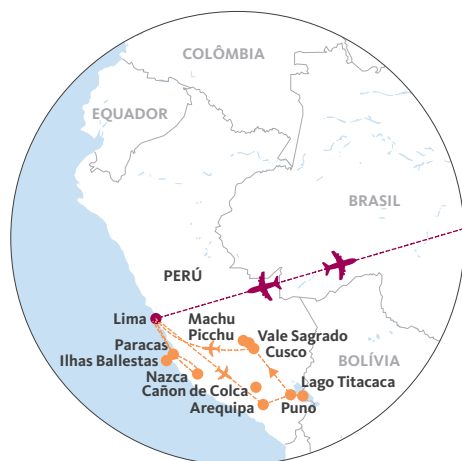 COLÔMBIA
EQUADOR
BRASIL
PERÚ
Lima
Machu
Picchu
Vale Sagrado
Cusco
Paracas
Ilhas Ballestas
BOLÍVIA
Nazca
Cañon de Colca
Lago Titacaca
Arequipa
Puno